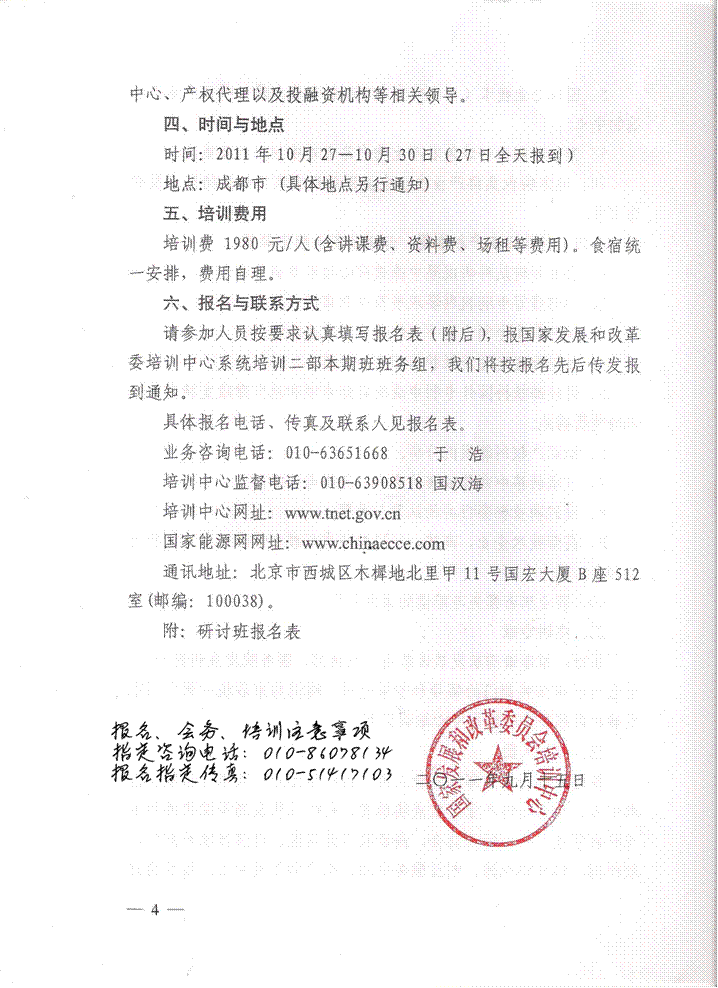 中心、产权代理以及投融资机构等相关领导。
四、时间与地点
时间：2011 年 10 月 27—10 月 30 日（27 日全天报到）
地点：成都市 （具体地点另行通知）
五、培训费用
培训费 1980 元/人(含讲课费、资料费、场租等费用)。食宿统
一安排，费用自理。
六、报名与联系方式
请参加人员按要求认真填写报名表（附后），报国家发展和改革
委培训中心系统培训二部本期班班务组，我们将按报名先后传发报
到通知。
具体报名电话、传真及联系人见报名表。
业务咨询电话：010-63651668 于 浩
培训中心监督电话：010-63908518 国汉海
培训中心网址：www.tnet.gov.cn
国家能源网网址：www.chinaecce.com
通讯地址：北京市西城区木樨地北里甲 11 号国宏大厦 B 座 512
室(邮编：100038)。
附：研讨班报名表
报名、会务、培训注意事项
指定咨询电话：010-86078134
报名指定传真：010-51417103
国家发展和改革委员会培训中心
二〇一一年九月十五日
— 4 —